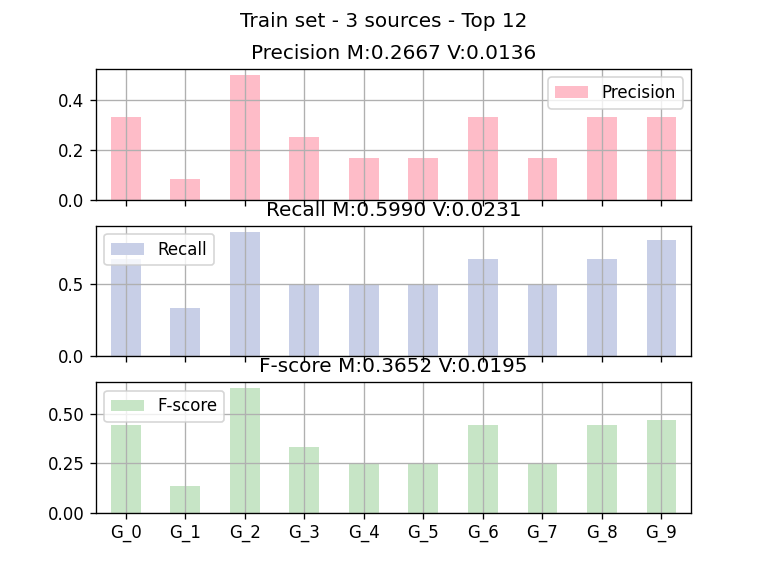 Train set - 3 sources - Top 12
Precision M:0.2667 V:0.0136
0.4
Precision
0.2
0.0
Recall M:0.5990 V:0.0231
Recall
0.5
0.0
F-score M:0.3652 V:0.0195
F-score
0.50
0.25
0.00
G_0 G_1 G_2 G_3 G_4 G_5 G_6 G_7 G_8 G_9